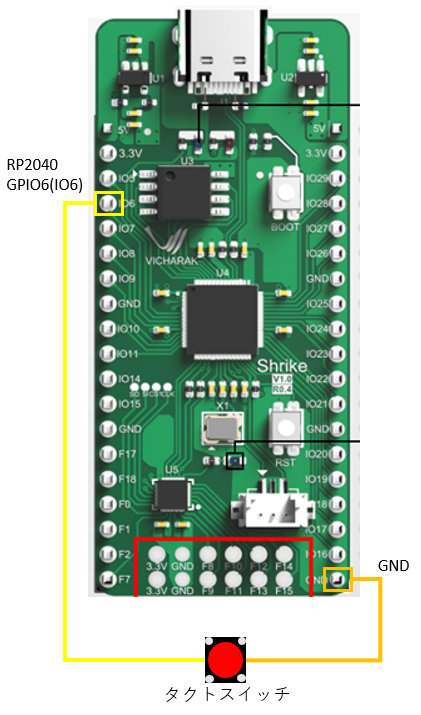 U1
U2
5V
5V
3.3V
U3
3.3V
RP2040
GPIO6(IO6)
IO5
IO29
IO6
IO28
BOOT
IO7
IO27
IO8
VICHARAK
IO26
IO9
U4
GND
GND
IO25
IO10
IO24
IO11
IO23
Shrike
V1.0
R0.4
IO14
IO22
IO15
X1
IO21
GND
GND
F17
RST
IO20
U5
F18
IO19
F0
IO18
F1
IO17
F2
3.3V GND F8 F10 F12 F14
IO16
F7
3.3V GND F9 F11 F13 F15
GND
GND
タクトスイッチ